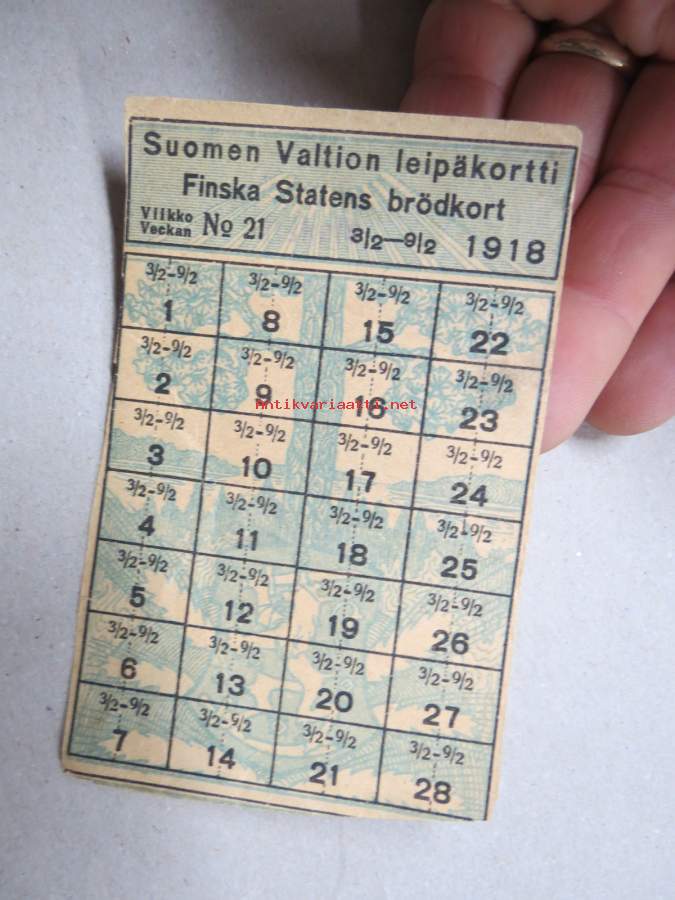 Suomen Valtion leipäkortti
Finska Statens brödkort
Viikko
Veckan № 21 3/2–9/2 1918
3/2–9/2 3/2–9/2 3/2–9/2 3/2–9/2
1 8 15 22
3/2–9/2 3/2–9/2 3/2–9/2 3/2–9/2
2 9 16 23
antikvariaatti.net
3/2–9/2 3/2–9/2 3/2–9/2 3/2–9/2
3 10 17 24
3/2–9/2 3/2–9/2 3/2–9/2 3/2–9/2
4 11 18 25
3/2–9/2 3/2–9/2 3/2–9/2 3/2–9/2
5 12 19 26
3/2–9/2 3/2–9/2 3/2–9/2 3/2–9/2
6 13 20 27
3/2–9/2 3/2–9/2 3/2–9/2 3/2–9/2
7 14 21 28